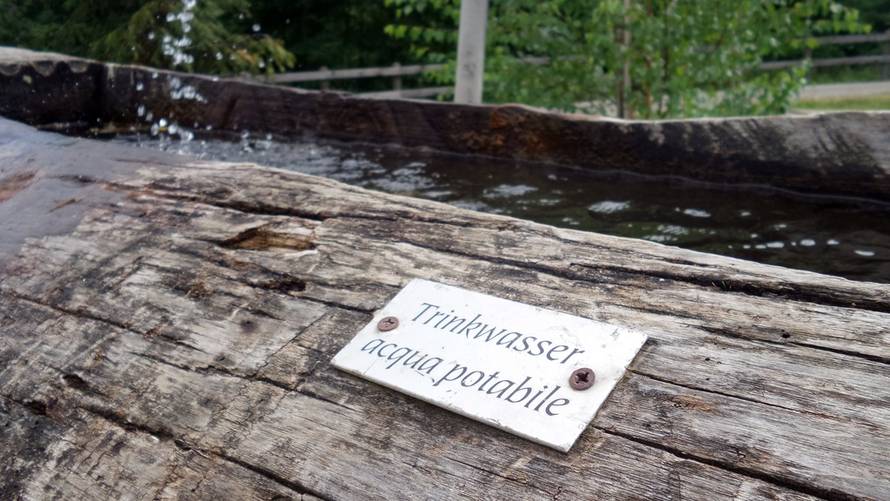 Trinkwasser
acqua potabile